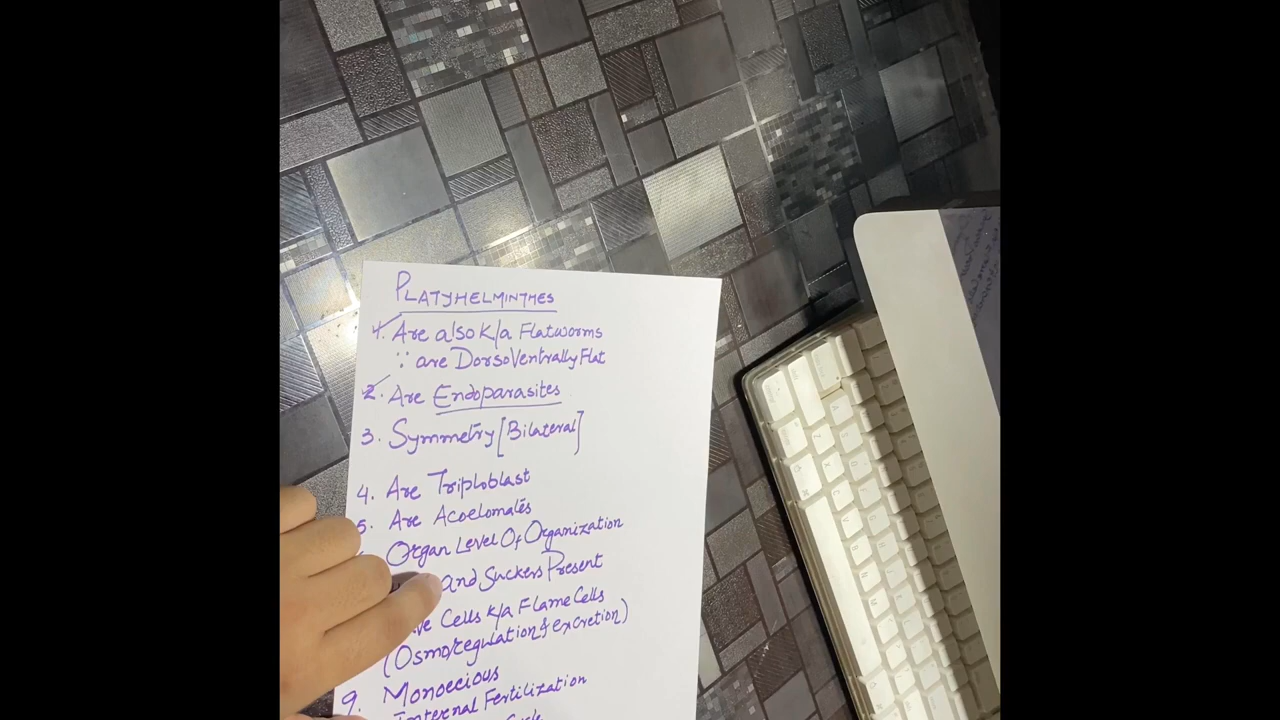 PLATYHELMINTHES
1. Are also K/a Flatworms
∵ are DorsoVentrally Flat
2. Are Endoparasites
3. Symmetry [Bilateral]
4. Are Triploblast
5. Are Acoelomates
Organ Level Of Organization
and Suckers Present
Cells K/a Flame Cells
(Osmoregulation & excretion)
9. Monoecious
Internal Fertilization